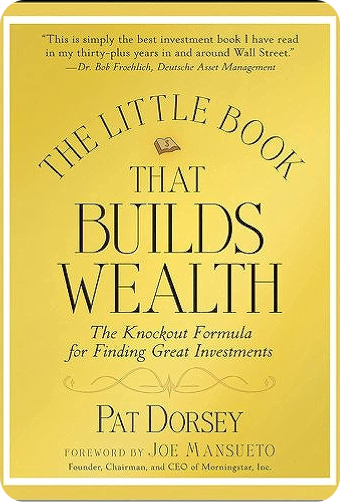 “This is simply the best investment book I have read
in my thirty-plus years in and around Wall Street.”
—Dr. Bob Froehlich, Deutsche Asset Management
THE LITTLE BOOK
$
THAT
BUILDS
WEALTH
The Knockout Formula
for Finding Great Investments
PAT DORSEY
FOREWORD BY JOE MANSUETO
Founder, Chairman, and CEO of Morningstar, Inc.